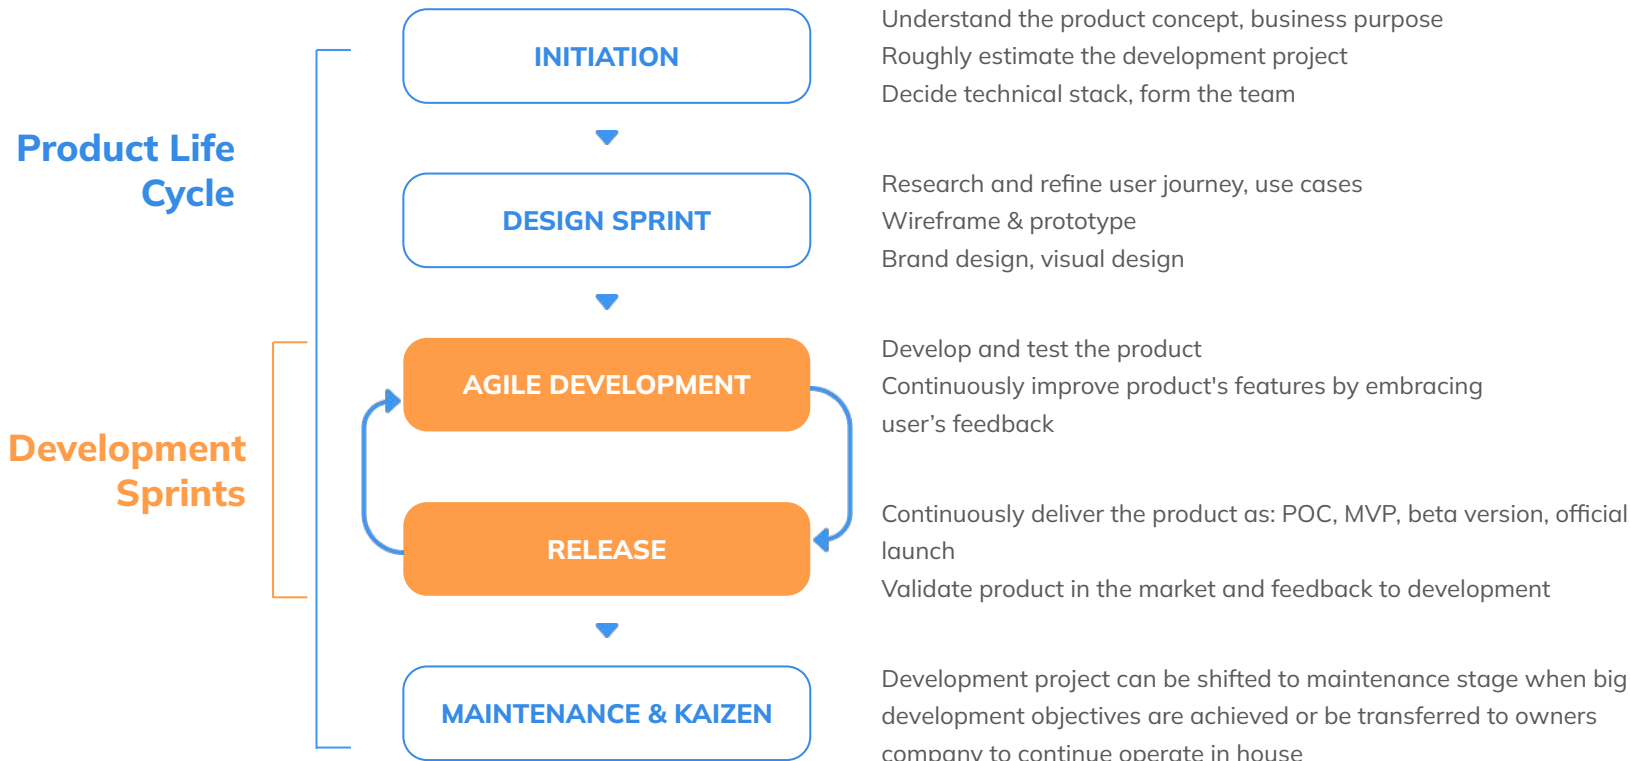 INITIATION
Understand the product concept, business purpose
Roughly estimate the development project
Decide technical stack, form the team
Product Life
Cycle
DESIGN SPRINT
Research and refine user journey, use cases
Wireframe & prototype
Brand design, visual design
Development
Sprints
AGILE DEVELOPMENT
Develop and test the product
Continuously improve product's features by embracing
user’s feedback
RELEASE
Continuously deliver the product as: POC, MVP, beta version, official
launch
Validate product in the market and feedback to development
MAINTENANCE & KAIZEN
Development project can be shifted to maintenance stage when big
development objectives are achieved or be transferred to owners
company to continue operate in house